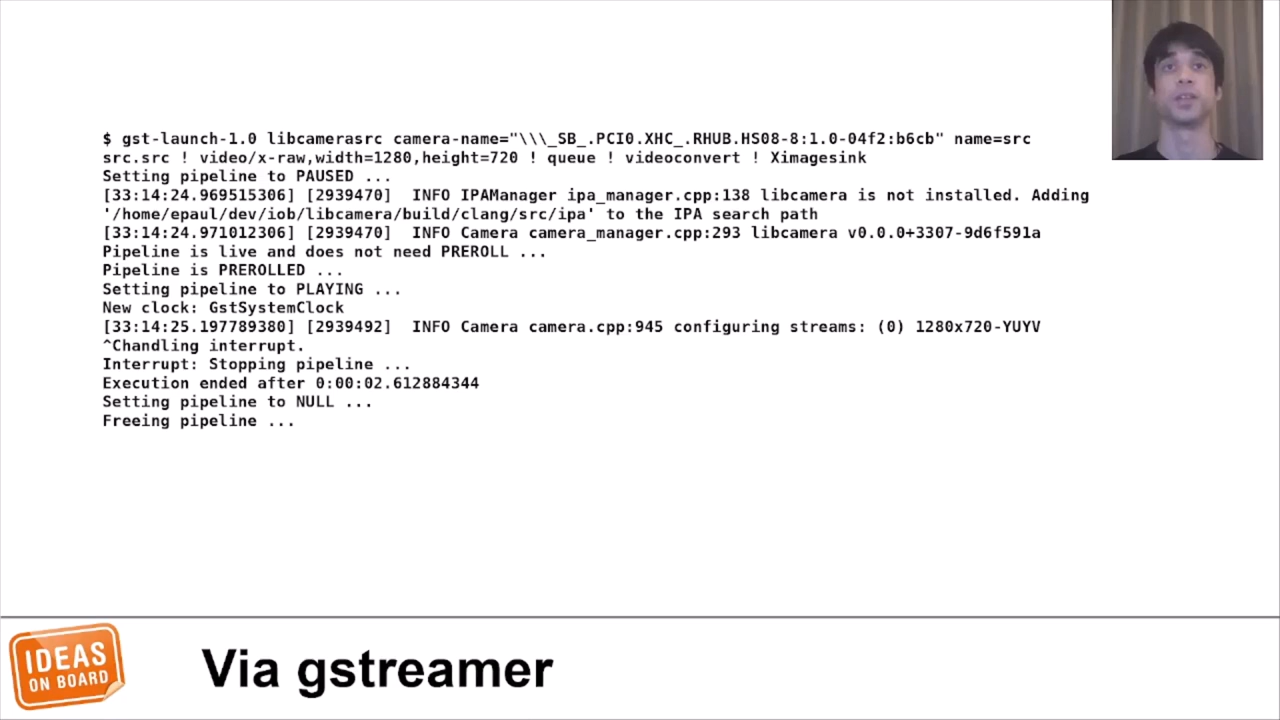 $ gst-launch-1.0 libcamerasrc camera-name="\\\_SB_.PCI0.XHC_.RHUB.HS08-8:1.0-04f2:b6cb" name=src
src.src ! video/x-raw,width=1280,height=720 ! queue ! videoconvert ! Ximagesink
Setting pipeline to PAUSED ...
[33:14:24.969515306] [2939470]  INFO IPAManager ipa_manager.cpp:138 libcamera is not installed. Adding
'/home/epaul/dev/iob/libcamera/build/clang/src/ipa' to the IPA search path
[33:14:24.971012306] [2939470]  INFO Camera camera_manager.cpp:293 libcamera v0.0.0+3307-9d6f591a
Pipeline is live and does not need PREROLL ...
Pipeline is PREROLLED ...
Setting pipeline to PLAYING ...
New clock: GstSystemClock
[33:14:25.197789380] [2939492]  INFO Camera camera.cpp:945 configuring streams: (0) 1280x720-YUYV
^Chandling interrupt.
Interrupt: Stopping pipeline ...
Execution ended after 0:00:02.612884344
Setting pipeline to NULL ...
Freeing pipeline ...
IDEAS
ON BOARD
Via gstreamer